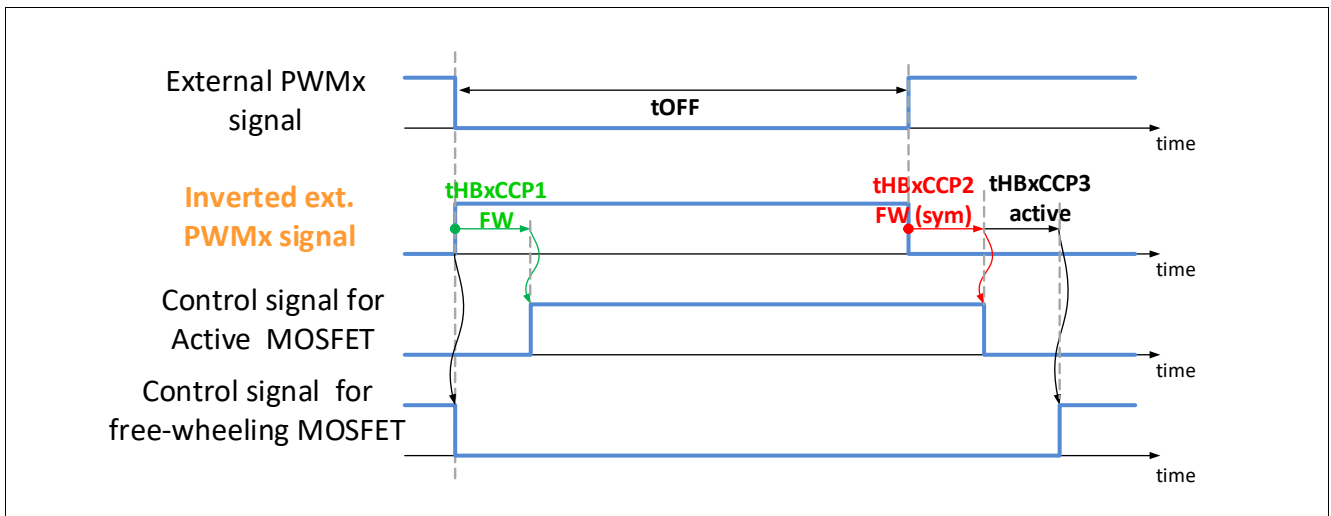 External PWMx
signal
tOFF
time
Inverted ext.
PWMx signal
tHBxCCP1
FW
tHBxCCP2
FW (sym)
tHBxCCP3
active
time
Control signal for
Active MOSFET
time
Control signal for
free-wheeling MOSFET
time